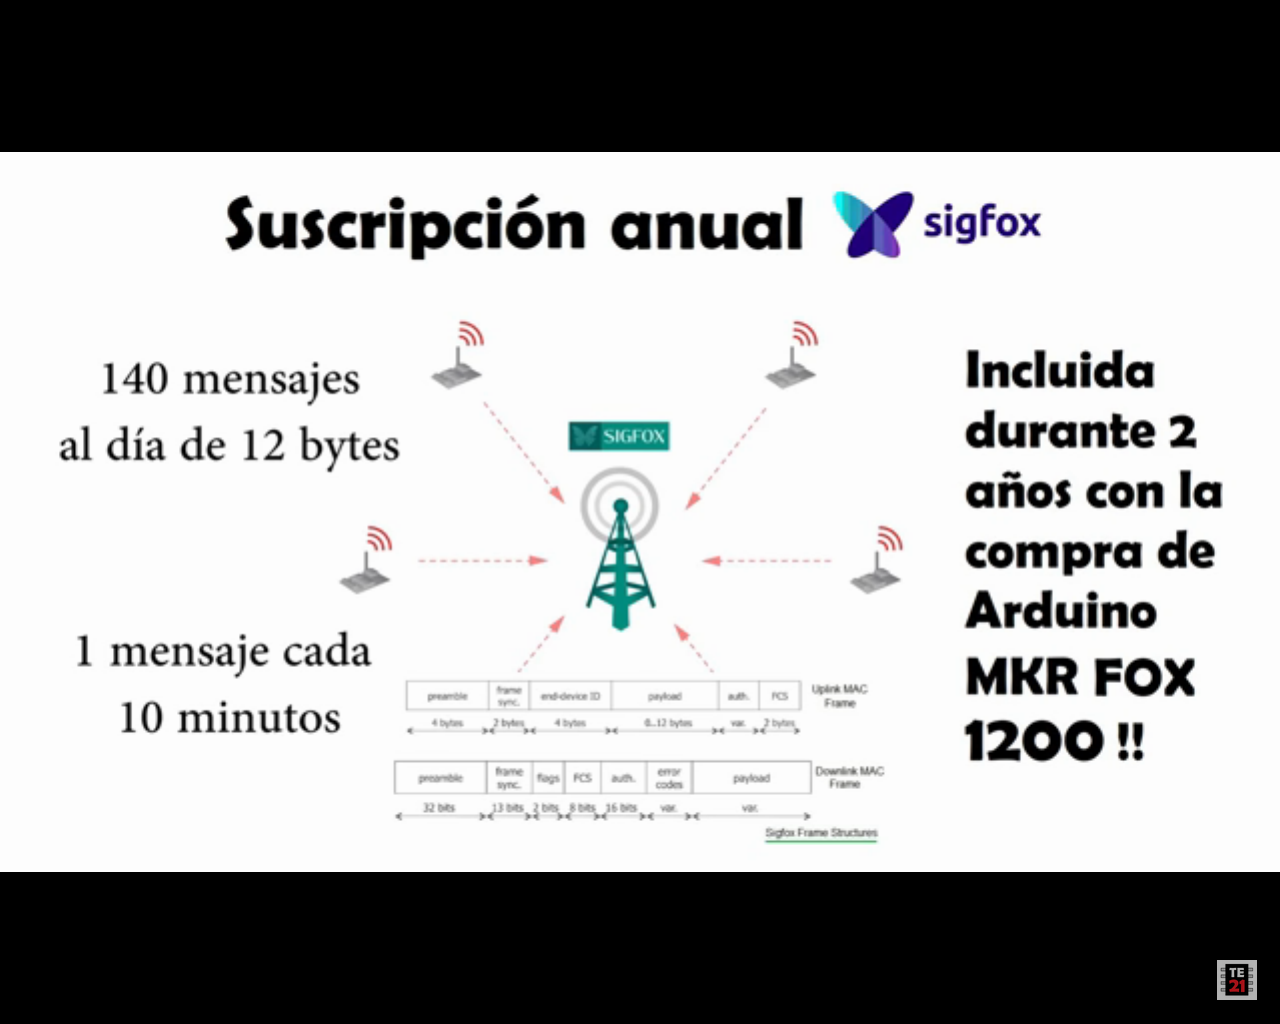 Suscripción anual sigfox
140 mensajes
al día de 12 bytes
SIGFOX
1 mensaje cada
10 minutos
Incluida
durante 2
años con la
compra de
Arduino
MKR FOX
1200 !!
preamble frame sync. end-device ID payload auth. FCS Uplink MAC Frame
4 bytes 2 bytes 4 bytes 0..12 bytes var. 2 bytes
preamble frame sync. flags FCS auth. error codes payload Downlink MAC Frame
32 bits 13 bits 2 bits 8 bits 16 bits var. var.
Sigfox Frame Structures
TE
21